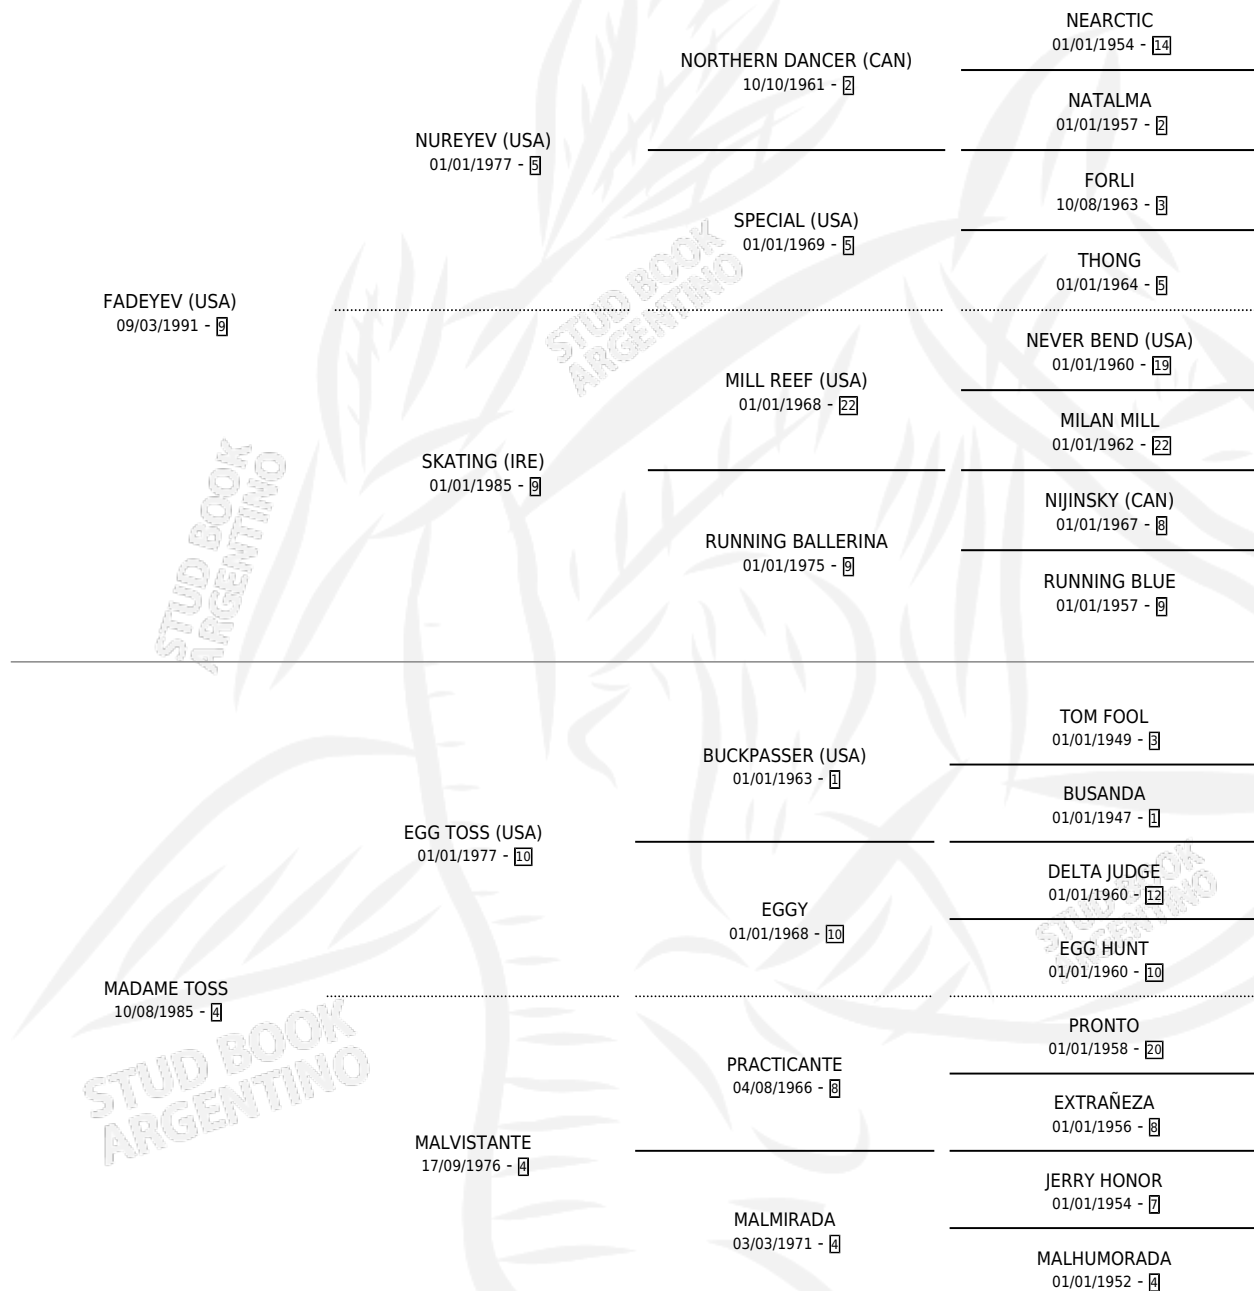 NEARCTIC
01/01/1954 - 14
NORTHERN DANCER (CAN)
10/10/1961 - 2
NATALMA
01/01/1957 - 2
NUREYEV (USA)
01/01/1977 - 5
FORLI
10/08/1963 - 3
SPECIAL (USA)
01/01/1969 - 5
THONG
01/01/1964 - 5
FADEYEV (USA)
09/03/1991 - 9
NEVER BEND (USA)
01/01/1960 - 19
MILL REEF (USA)
01/01/1968 - 22
MILAN MILL
01/01/1962 - 22
SKATING (IRE)
01/01/1985 - 9
NIJINSKY (CAN)
01/01/1967 - 8
RUNNING BALLERINA
01/01/1975 - 9
RUNNING BLUE
01/01/1957 - 9
TOM FOOL
01/01/1949 - 3
BUCKPASSER (USA)
01/01/1963 - 1
BUSANDA
01/01/1947 - 1
EGG TOSS (USA)
01/01/1977 - 10
DELTA JUDGE
01/01/1960 - 12
EGGY
01/01/1968 - 10
EGG HUNT
01/01/1960 - 10
MADAME TOSS
10/08/1985 - 4
PRONTO
01/01/1958 - 20
PRACTICANTE
04/08/1966 - 8
EXTRAÑEZA
01/01/1956 - 8
MALVISTANTE
17/09/1976 - 4
JERRY HONOR
01/01/1954 - 7
MALMIRADA
03/03/1971 - 4
MALHUMORADA
01/01/1952 - 4
STUD BOOK
ARGENTINO
STUD BOOK
ARGENTINO
STUD BOOK
ARGENTINO
STUD BOOK
ARGENTINO